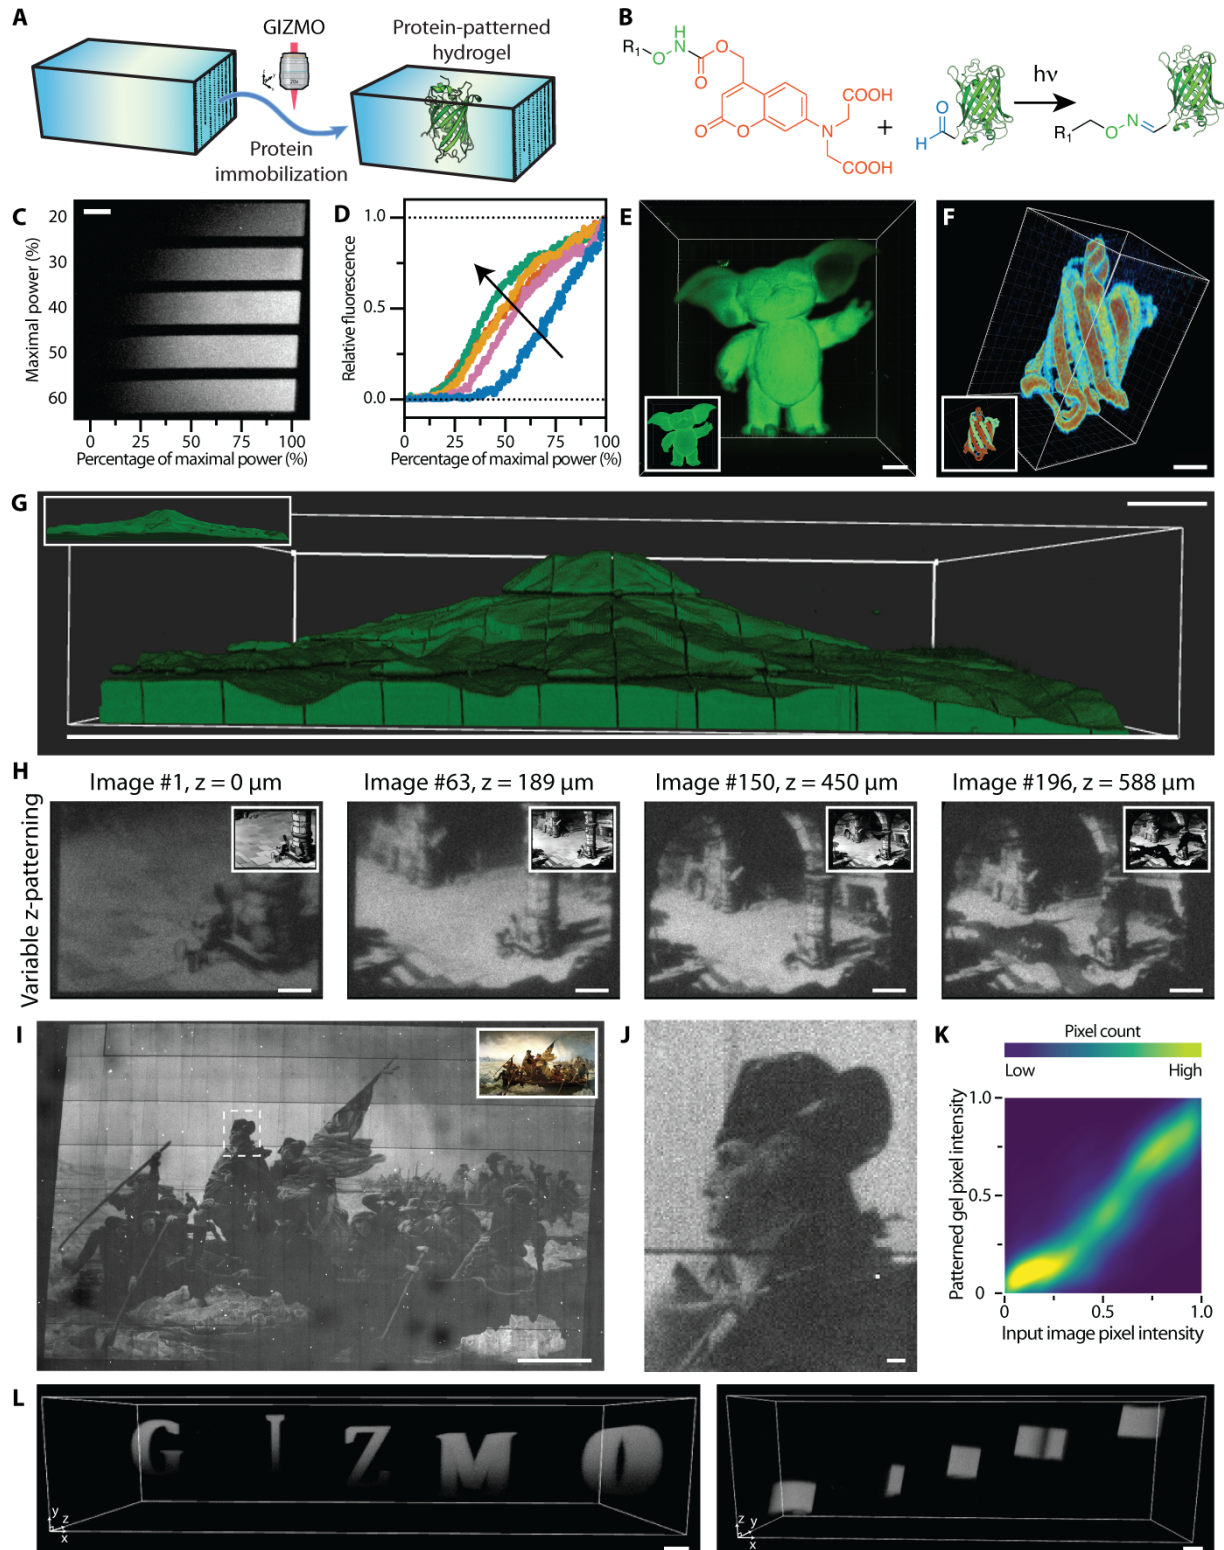 A
GIZMO
Protein
immobilization
Protein-patterned
hydrogel
B
R₁
O
NH
O
O
O
O
N
COOH
COOH
+
O
hν
R₁
O
N
C
Maximal power (%)
20
30
40
50
60
0
25
50
75
100
Percentage of maximal power (%)
D
Relative fluorescence
1.0
0.5
0.0
0
25
50
75
100
Percentage of maximal power (%)
E
F
G
H
Variable z-patterning
Image #1, z = 0 μm
Image #63, z = 189 μm
Image #150, z = 450 μm
Image #196, z = 588 μm
I
J
K
Pixel count
Low
High
Patterned gel pixel intensity
1.0
0.5
0
0
0.5
1.0
Input image pixel intensity
L
G I Z M O
y
z
x
z
y
x